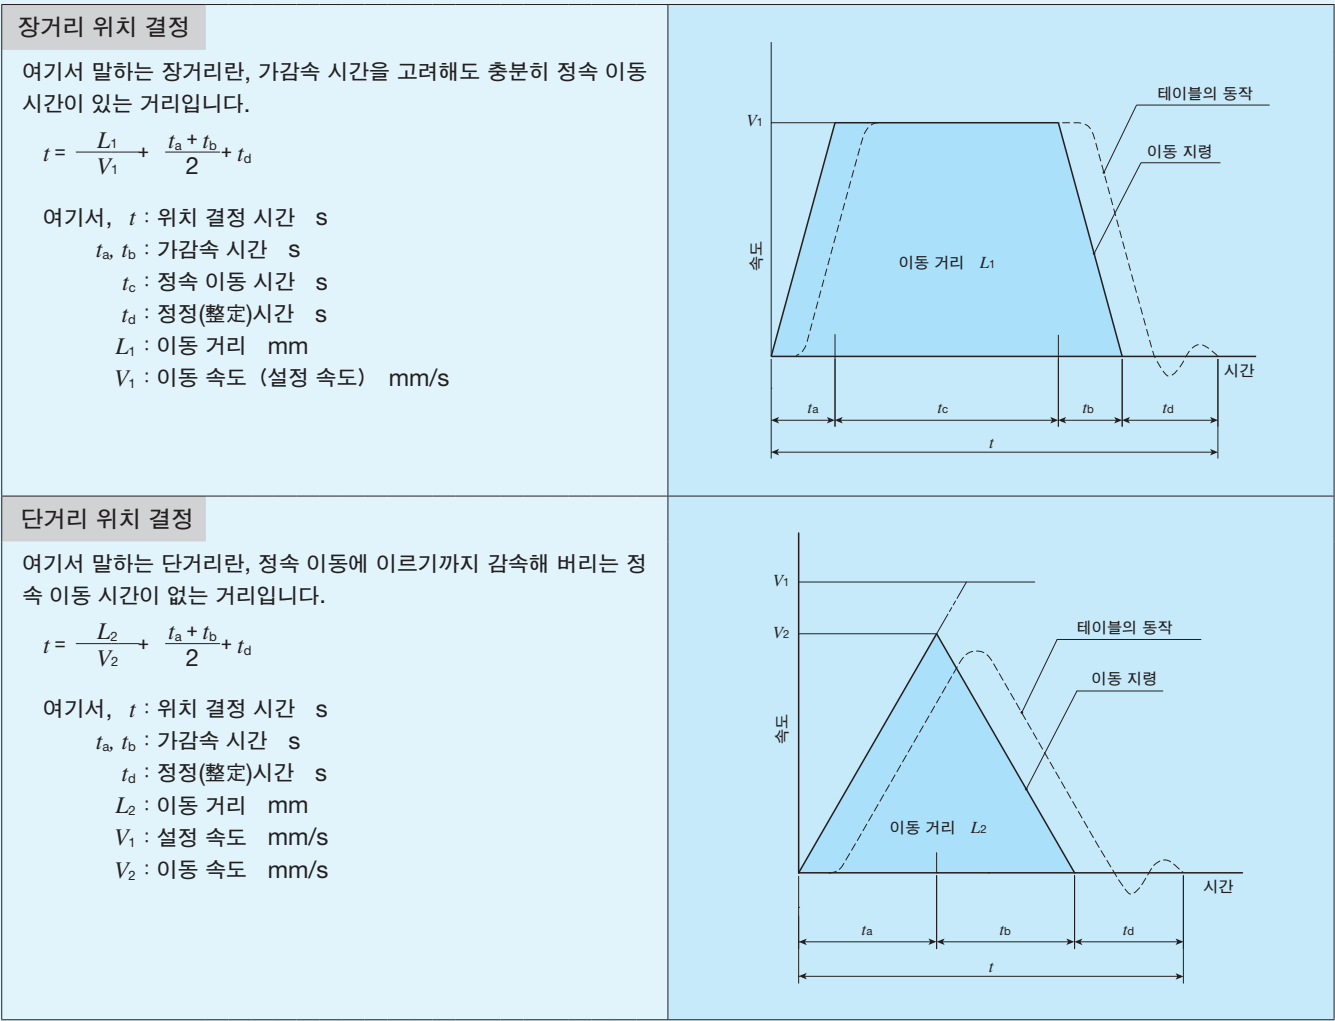 장거리 위치 결정
여기서 말하는 장거리란, 가감속 시간을 고려해도 충분히 정속 이동
시간이 있는 거리입니다.
t = L1/V1 + (ta + tb)/2 + td
여기서, t : 위치 결정 시간 s
ta, tb : 가감속 시간 s
tc : 정속 이동 시간 s
td : 정정(整定)시간 s
L1 : 이동 거리 mm
V1 : 이동 속도 (설정 속도) mm/s
테이블의 동작
V1
이동 지령
속도
이동 거리 L1
시간
ta tc tb td
t
단거리 위치 결정
여기서 말하는 단거리란, 정속 이동에 이르기까지 감속해 버리는 정
속 이동 시간이 없는 거리입니다.
t = L2/V2 + (ta + tb)/2 + td
여기서, t : 위치 결정 시간 s
ta, tb : 가감속 시간 s
td : 정정(整定)시간 s
L2 : 이동 거리 mm
V1 : 설정 속도 mm/s
V2 : 이동 속도 mm/s
V1
V2
테이블의 동작
이동 지령
속도
이동 거리 L2
시간
ta tb td
t